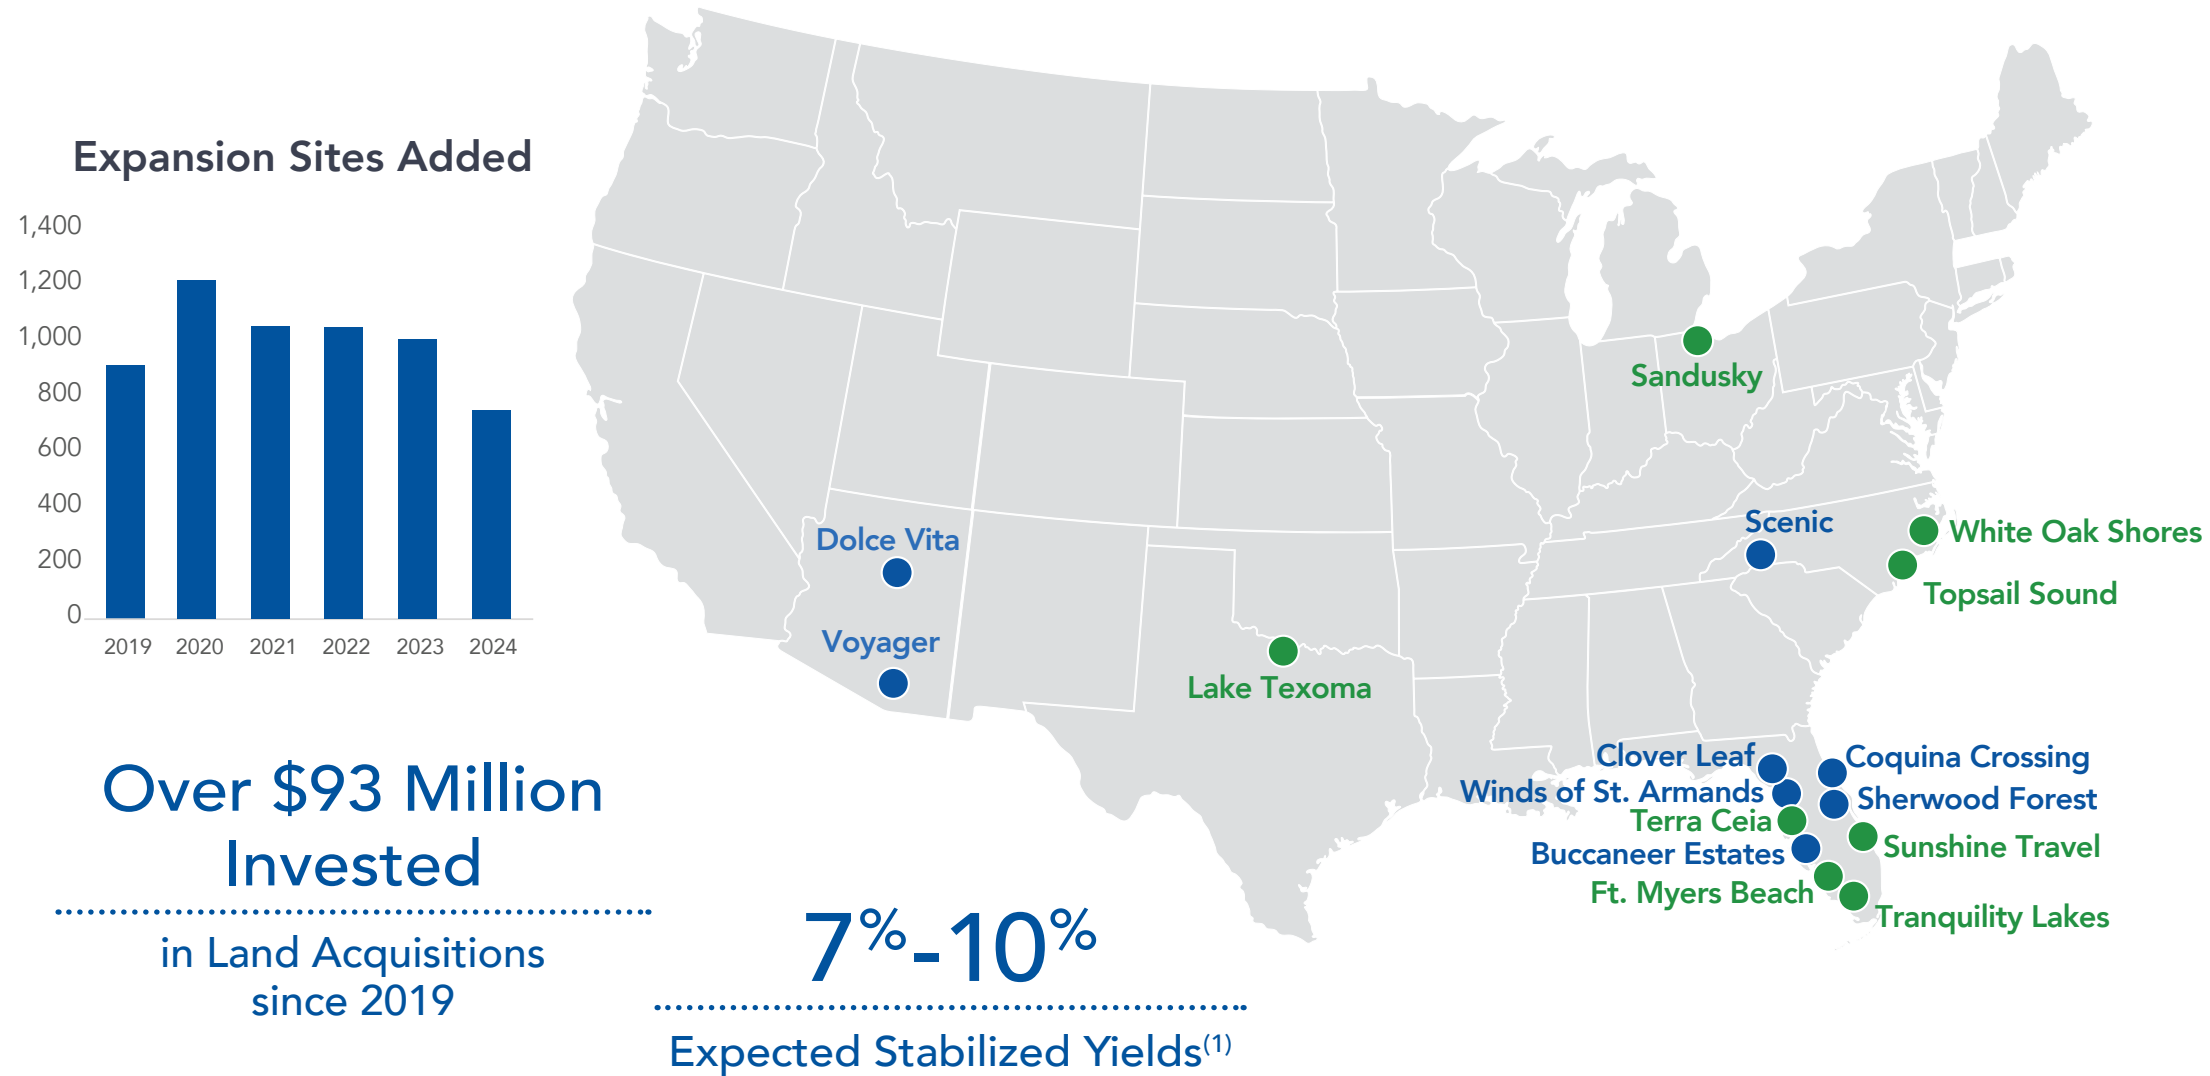 Expansion Sites Added
1,400
1,200
1,000
800
600
400
200
0
2019 2020 2021 2022 2023 2024
Over $93 Million
Invested
in Land Acquisitions
since 2019
7%-10%
Expected Stabilized Yields(1)
Dolce Vita
Voyager
Lake Texoma
Sandusky
Scenic
White Oak Shores
Topsail Sound
Clover Leaf
Winds of St. Armands
Terra Ceia
Buccaneer Estates
Ft. Myers Beach
Coquina Crossing
Sherwood Forest
Sunshine Travel
Tranquility Lakes